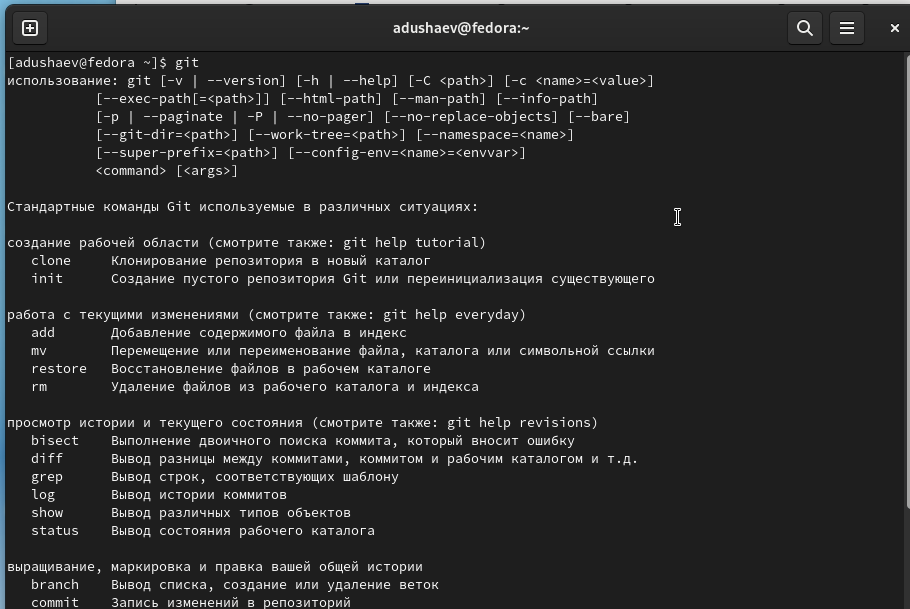 adushaev@fedora:~
[adushaev@fedora ~]$ git
использование: git [-v | --version] [-h | --help] [-C <path>] [-c <name>=<value>]
           [--exec-path[=<path>]] [--html-path] [--man-path] [--info-path]
           [-p | --paginate | -P | --no-pager] [--no-replace-objects] [--bare]
           [--git-dir=<path>] [--work-tree=<path>] [--namespace=<name>]
           [--super-prefix=<path>] [--config-env=<name>=<envvar>]
           <command> [<args>]

Стандартные команды Git используемые в различных ситуациях:

создание рабочей области (смотрите также: git help tutorial)
   clone     Клонирование репозитория в новый каталог
   init      Создание пустого репозитория Git или переинициализация существующего

работа с текущими изменениями (смотрите также: git help everyday)
   add       Добавление содержимого файла в индекс
   mv        Перемещение или переименование файла, каталога или символьной ссылки
   restore   Восстановление файлов в рабочем каталоге
   rm        Удаление файлов из рабочего каталога и индекса

просмотр истории и текущего состояния (смотрите также: git help revisions)
   bisect    Выполнение двоичного поиска коммита, который вносит ошибку
   diff      Вывод разницы между коммитами, коммитом и рабочим каталогом и т.д.
   grep      Вывод строк, соответствующих шаблону
   log       Вывод истории коммитов
   show      Вывод различных типов объектов
   status    Вывод состояния рабочего каталога

выращивание, маркировка и правка вашей общей истории
   branch    Вывод списка, создание или удаление веток
   commit    Запись изменений в репозиторий